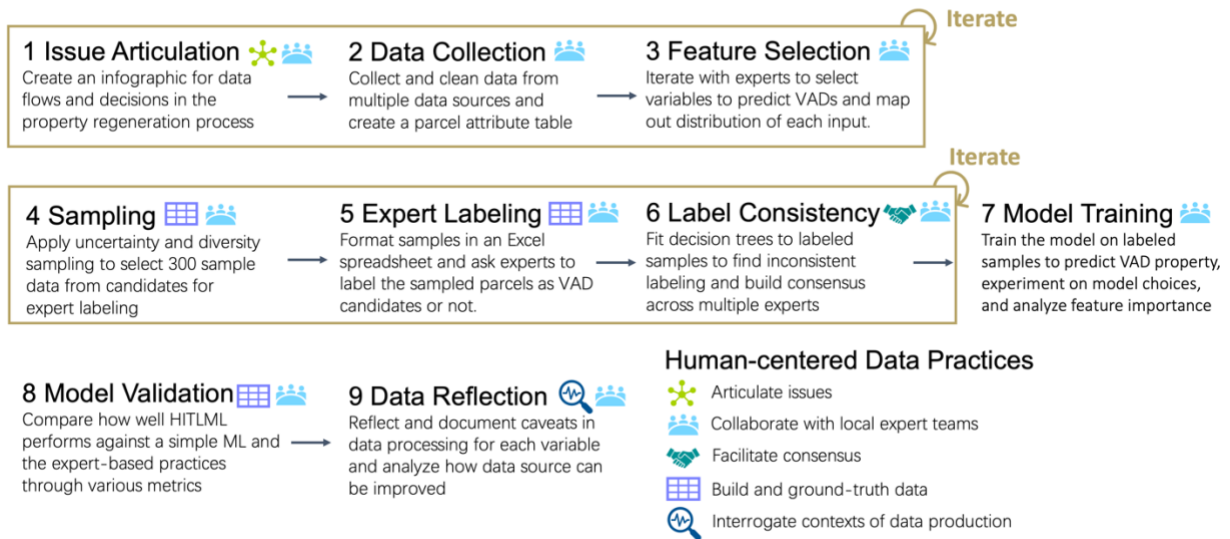 Iterate
1 Issue Articulation
Create an infographic for data
flows and decisions in the
property regeneration process
2 Data Collection
Collect and clean data from
multiple data sources and
create a parcel attribute table
3 Feature Selection
Iterate with experts to select
variables to predict VADs and map
out distribution of each input.
Iterate
4 Sampling
Apply uncertainty and diversity
sampling to select 300 sample
data from candidates for
expert labeling
5 Expert Labeling
Format samples in an Excel
spreadsheet and ask experts to
label the sampled parcels as VAD
candidates or not.
6 Label Consistency
Fit decision trees to labeled
samples to find inconsistent
labeling and build consensus
across multiple experts
7 Model Training
Train the model on labeled
samples to predict VAD property,
experiment on model choices,
and analyze feature importance
8 Model Validation
Compare how well HITLML
performs against a simple ML and
the expert-based practices
through various metrics
9 Data Reflection
Reflect and document caveats in
data processing for each variable
and analyze how data source can
be improved
Human-centered Data Practices
Articulate issues
Collaborate with local expert teams
Facilitate consensus
Build and ground-truth data
Interrogate contexts of data production